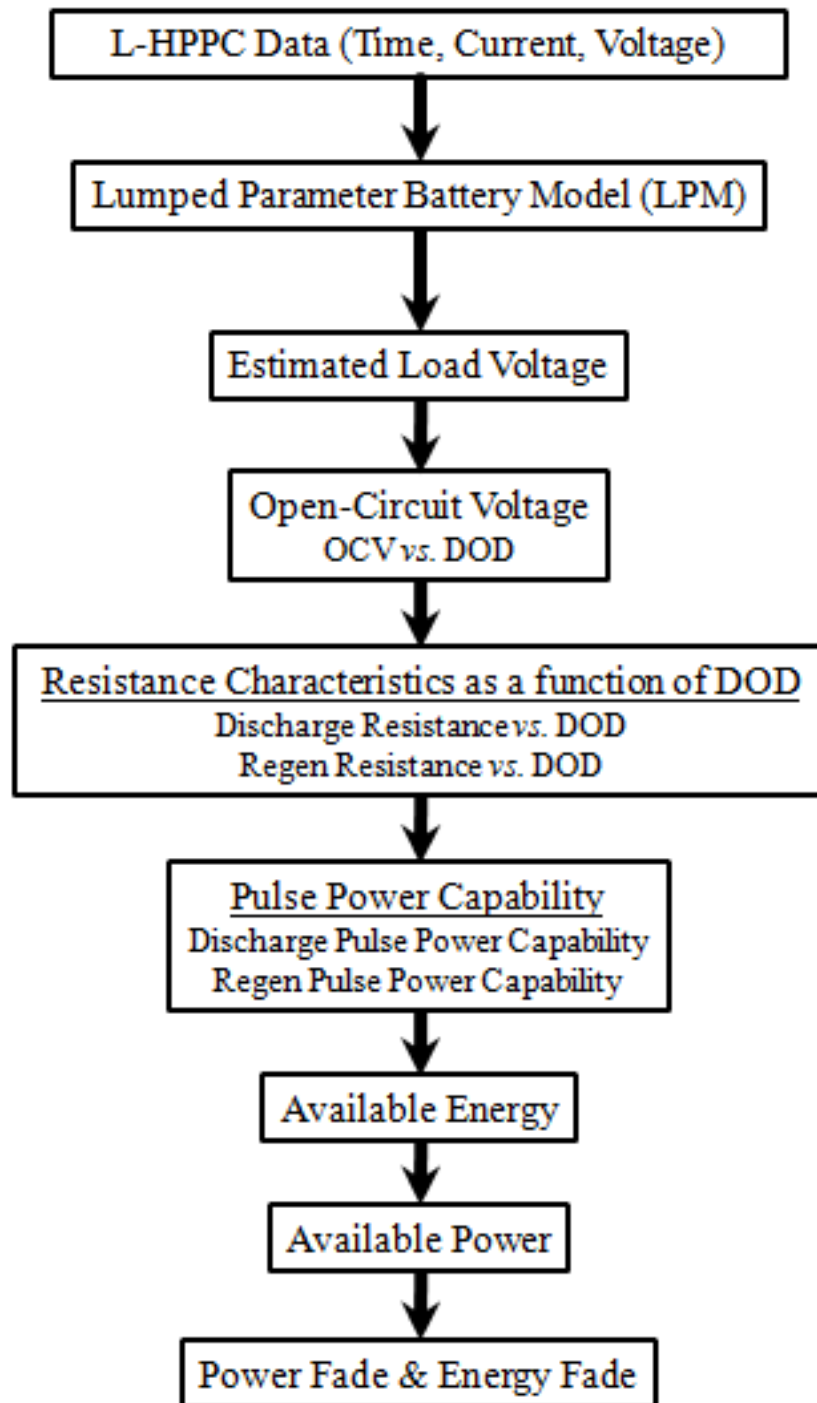 L-HPPC Data (Time, Current, Voltage)
Lumped Parameter Battery Model (LPM)
Estimated Load Voltage
Open-Circuit Voltage
OCV vs. DOD
Resistance Characteristics as a function of DOD
Discharge Resistance vs. DOD
Regen Resistance vs. DOD
Pulse Power Capability
Discharge Pulse Power Capability
Regen Pulse Power Capability
Available Energy
Available Power
Power Fade & Energy Fade